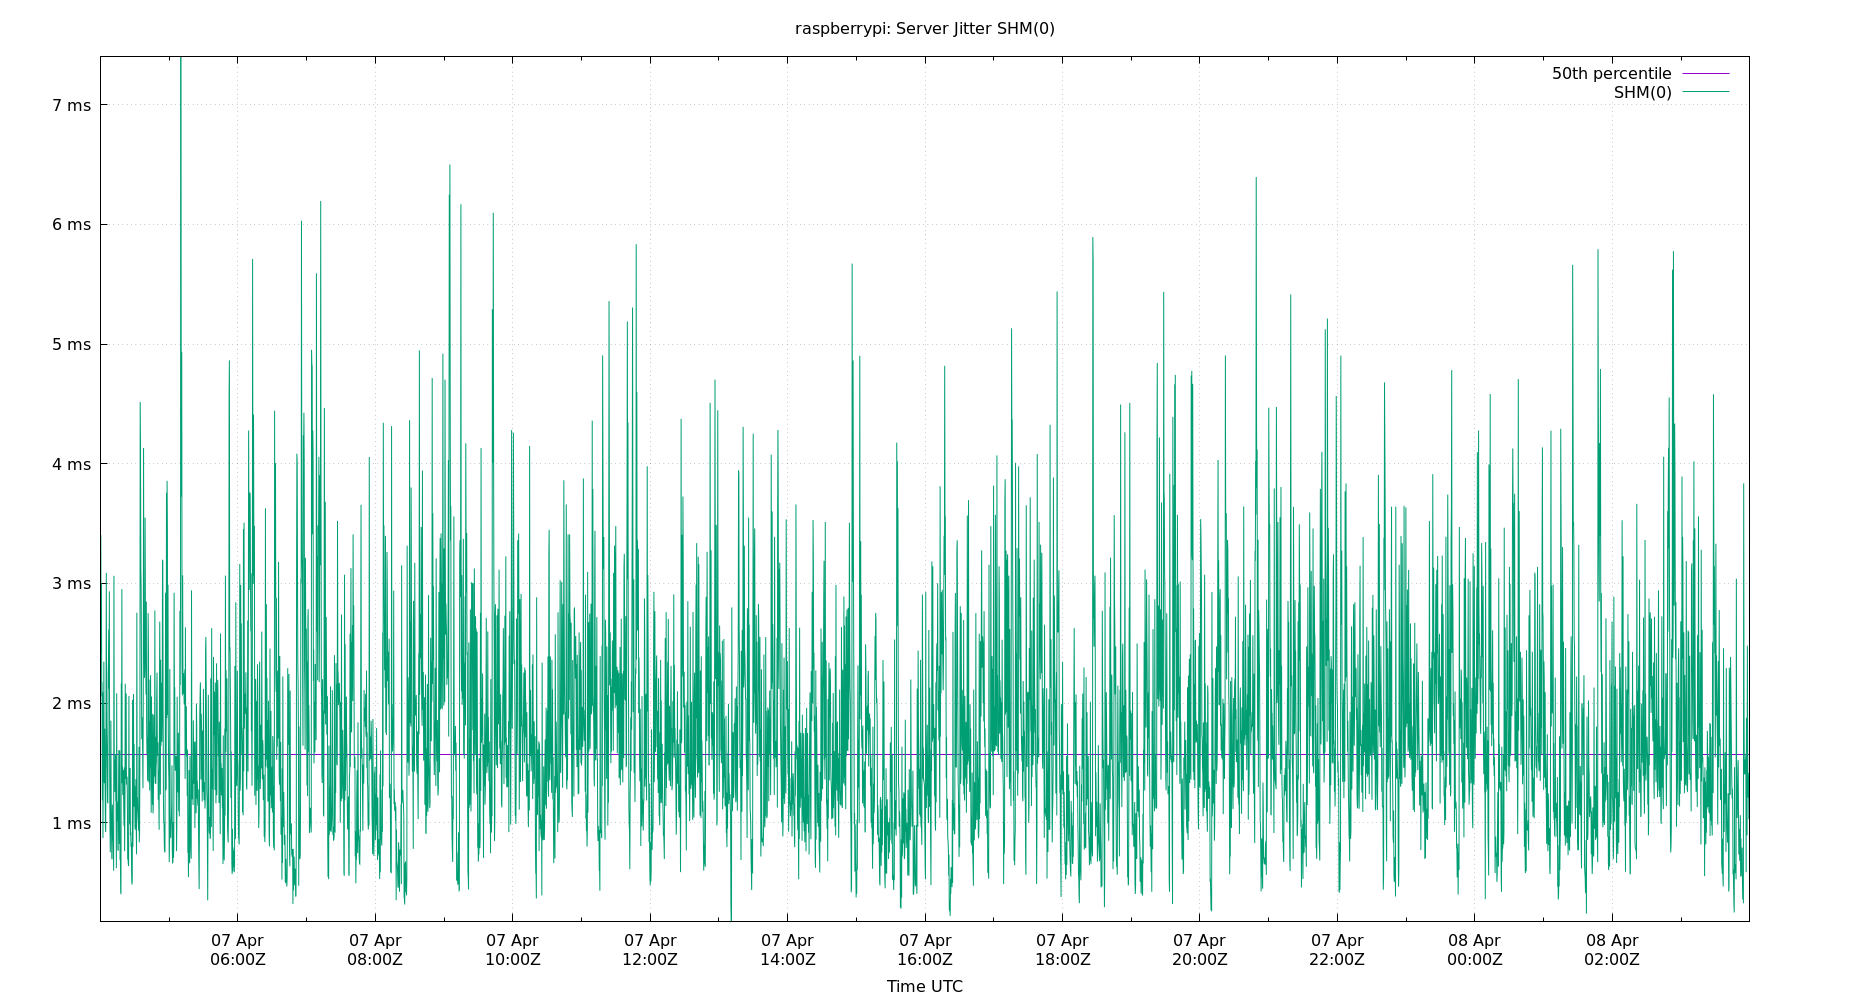 raspberrypi: Server Jitter SHM(0)
50th percentile
SHM(0)
7 ms
6 ms
5 ms
4 ms
3 ms
2 ms
1 ms
07 Apr 07 Apr 07 Apr 07 Apr 07 Apr 07 Apr 07 Apr 07 Apr 07 Apr 08 Apr 08 Apr
06:00Z 08:00Z 10:00Z 12:00Z 14:00Z 16:00Z 18:00Z 20:00Z 22:00Z 00:00Z 02:00Z
Time UTC